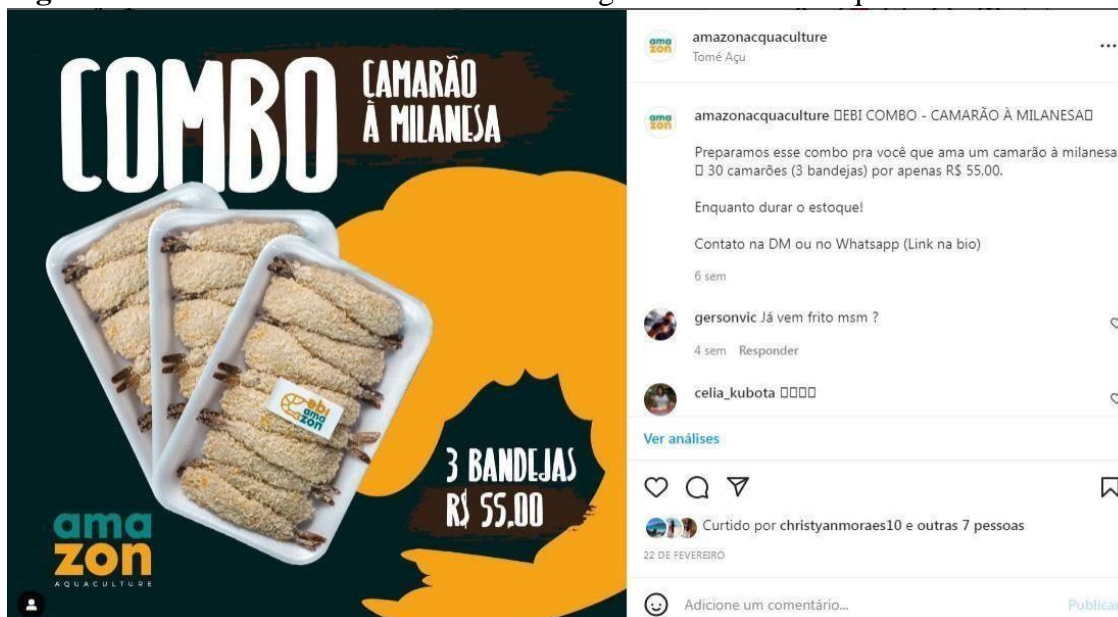 COMBO
CAMARÃO
À MILANESA
ebi
ama
zon
3 BANDEJAS
R$ 55,00
ama
zon
AQUACULTURE
ama
zon
amazonacquaculture
Tomé Açu
ama
zon
amazonacquaculture EBI COMBO - CAMARÃO À MILANESA
Preparamos esse combo pra você que ama um camarão à milanesa
30 camarões (3 bandejas) por apenas R$ 55,00.
Enquanto durar o estoque!
Contato na DM ou no Whatsapp (Link na bio)
6 sem
gersonvic Já vem frito msm ?
4 sem Responder
celia_kubota
Ver análises
Curtido por christyanmoraes10 e outras 7 pessoas
22 DE FEVEREIRO
Adicione um comentário...
Publicar